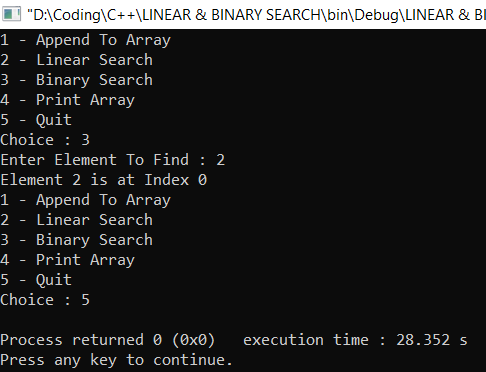 "D:\Coding\C++\LINEAR & BINARY SEARCH\bin\Debug\LINEAR & BI
1 - Append To Array
2 - Linear Search
3 - Binary Search
4 - Print Array
5 - Quit
Choice : 3
Enter Element To Find : 2
Element 2 is at Index 0
1 - Append To Array
2 - Linear Search
3 - Binary Search
4 - Print Array
5 - Quit
Choice : 5
Process returned 0 (0x0)   execution time : 28.352 s
Press any key to continue.